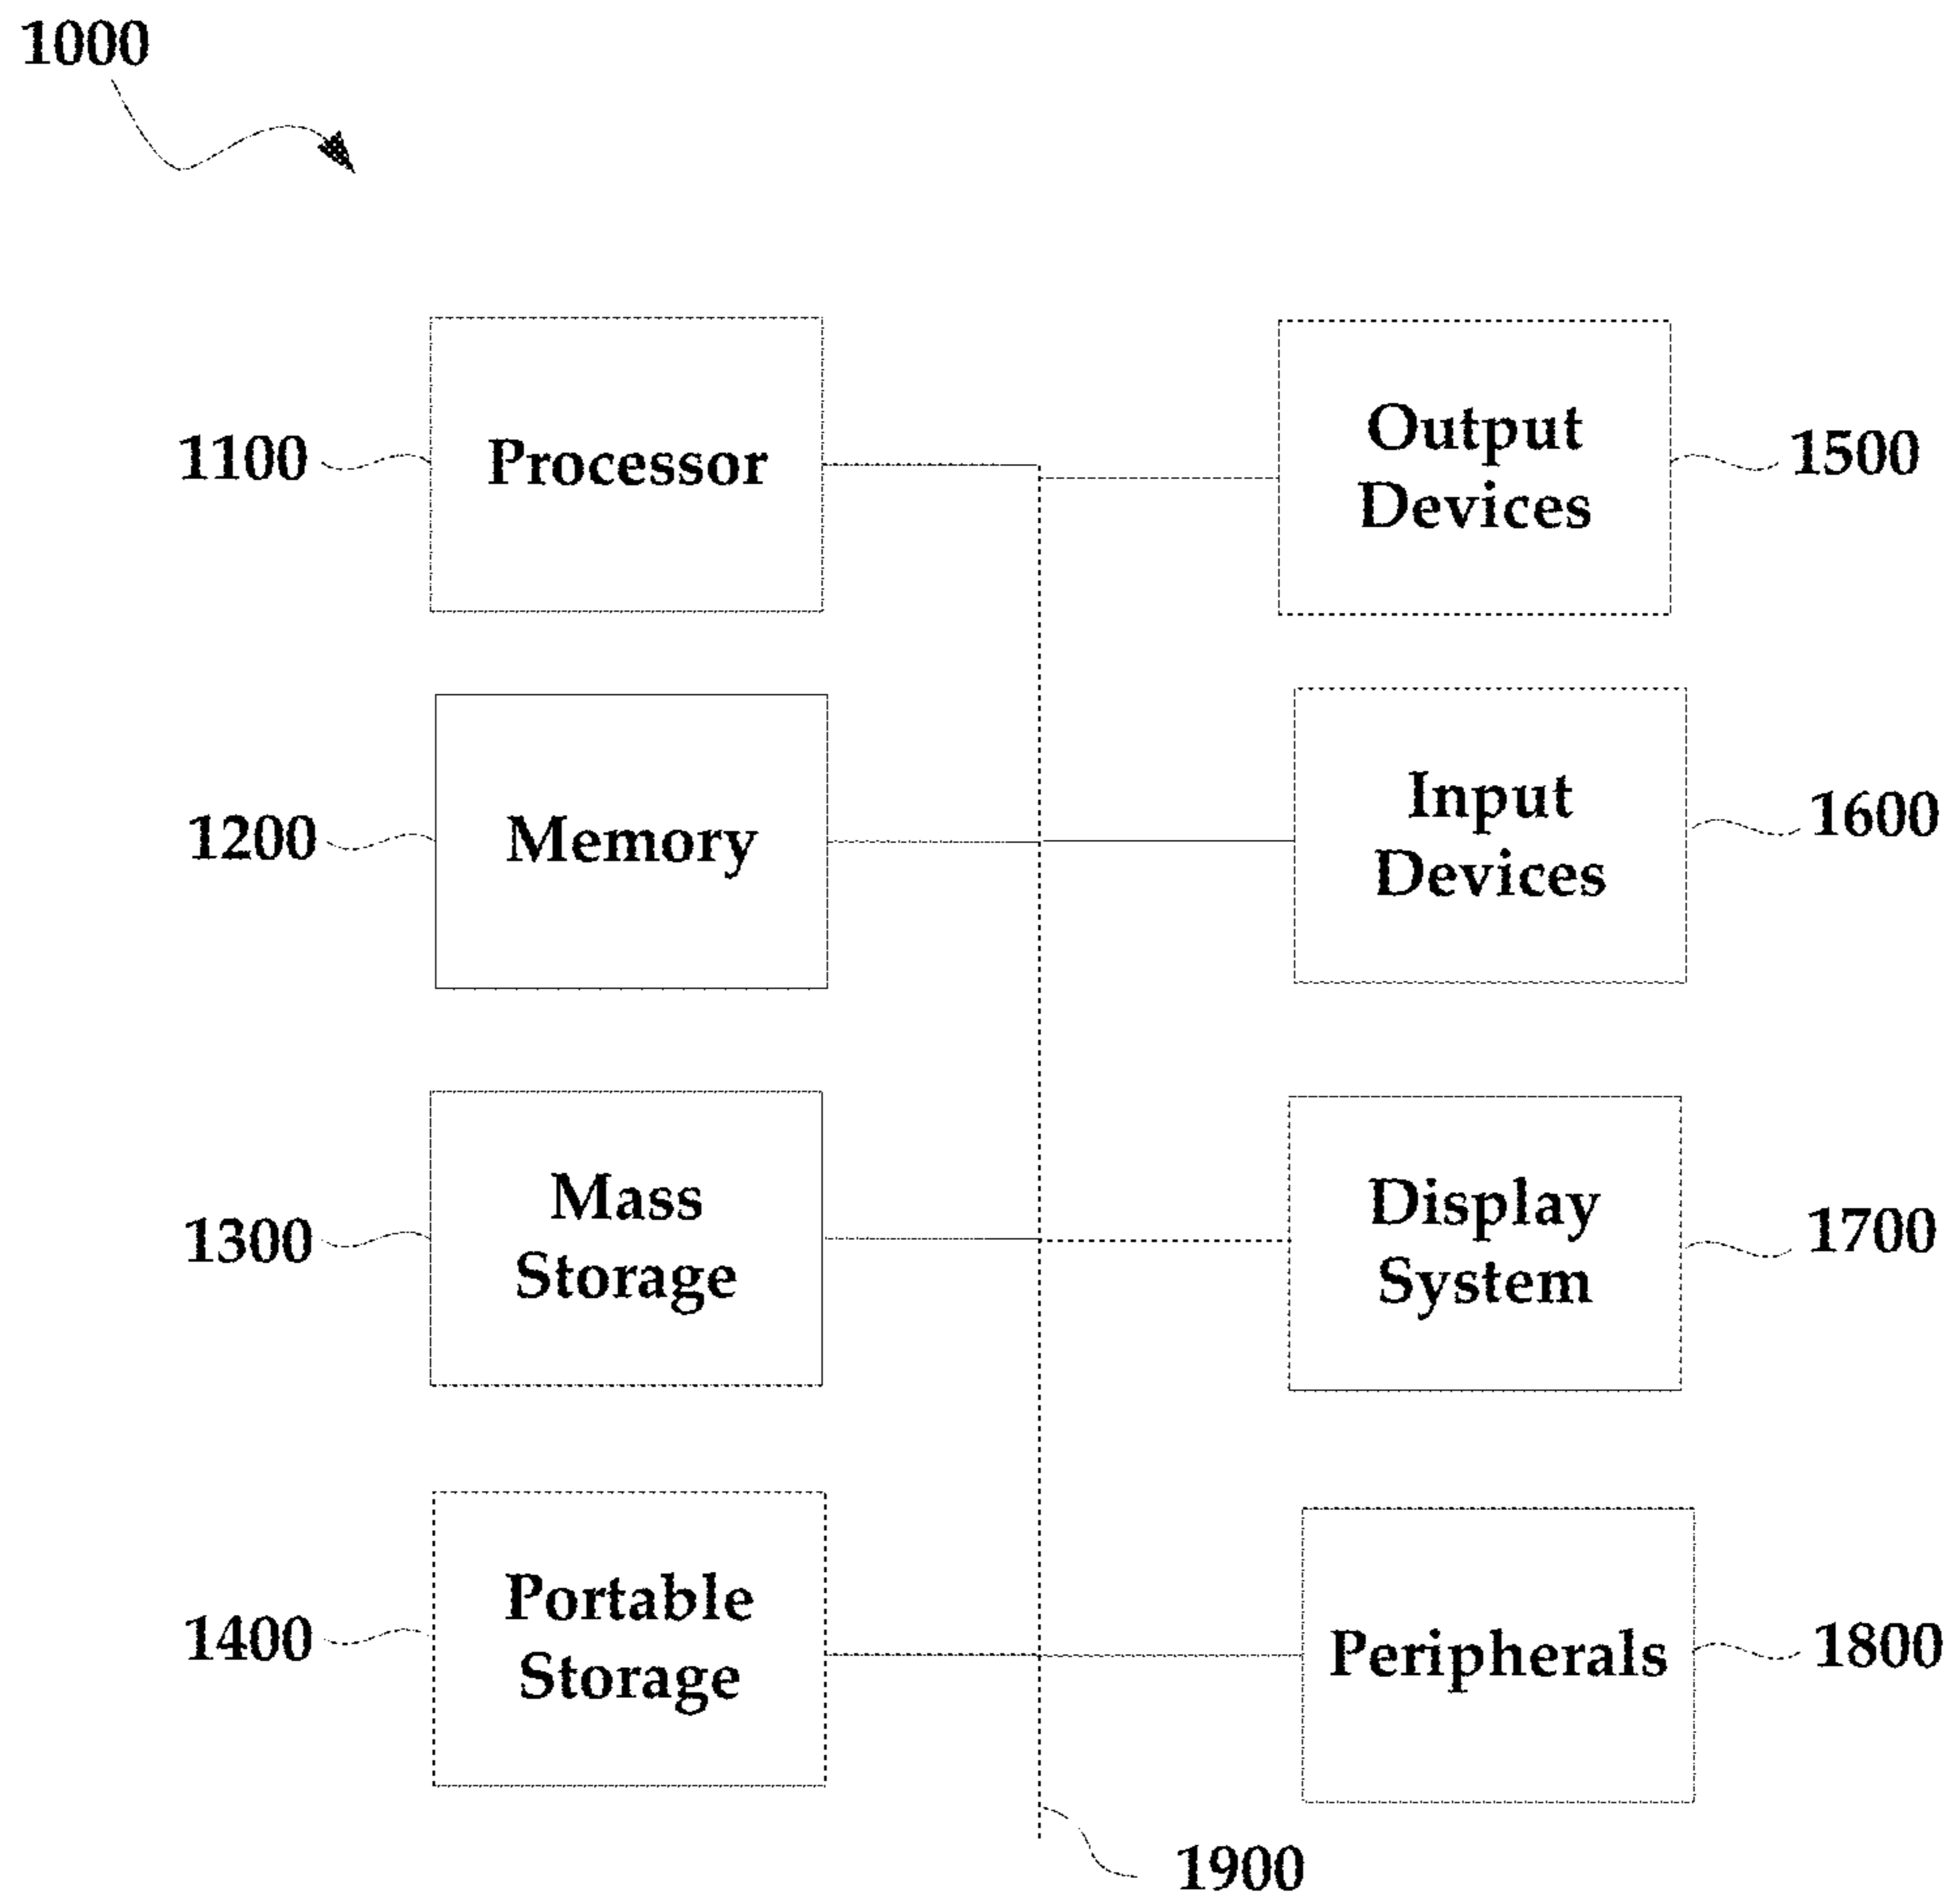 1000
1100
Processor
Output
Devices
1500
1200
Memory
Input
Devices
1600
1300
Mass
Storage
Display
System
1700
1400
Portable
Storage
Peripherals
1800
1900